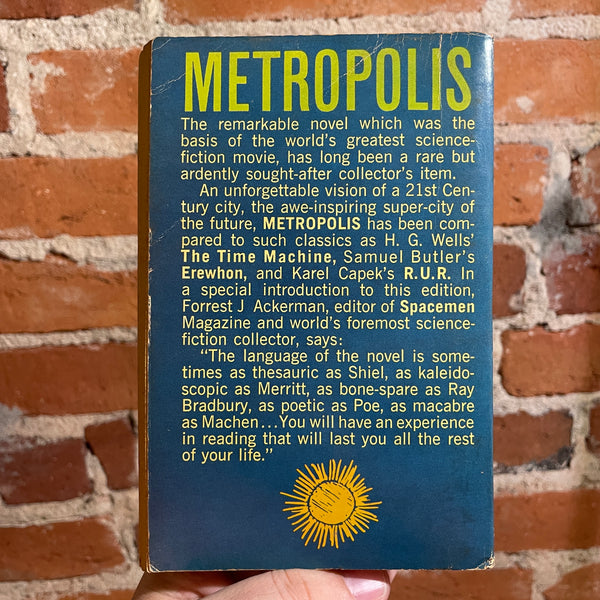 METROPOLIS
The remarkable novel which was the
basis of the world's greatest science-
fiction movie, has long been a rare but
ardently sought-after collector's item.
An unforgettable vision of a 21st Cen-
tury city, the awe-inspiring super-city of
the future, METROPOLIS has been com-
pared to such classics as H. G. Wells'
The Time Machine, Samuel Butler's
Erewhon, and Karel Capek's R.U.R. In
a special introduction to this edition,
Forrest J Ackerman, editor of Spacemen
Magazine and world's foremost science-
fiction collector, says:
"The language of the novel is some-
times as thesauric as Shiel, as kaleido-
scopic as Merritt, as bone-spare as Ray
Bradbury, as poetic as Poe, as macabre
as Machen...You will have an experience
in reading that will last you all the rest
of your life."